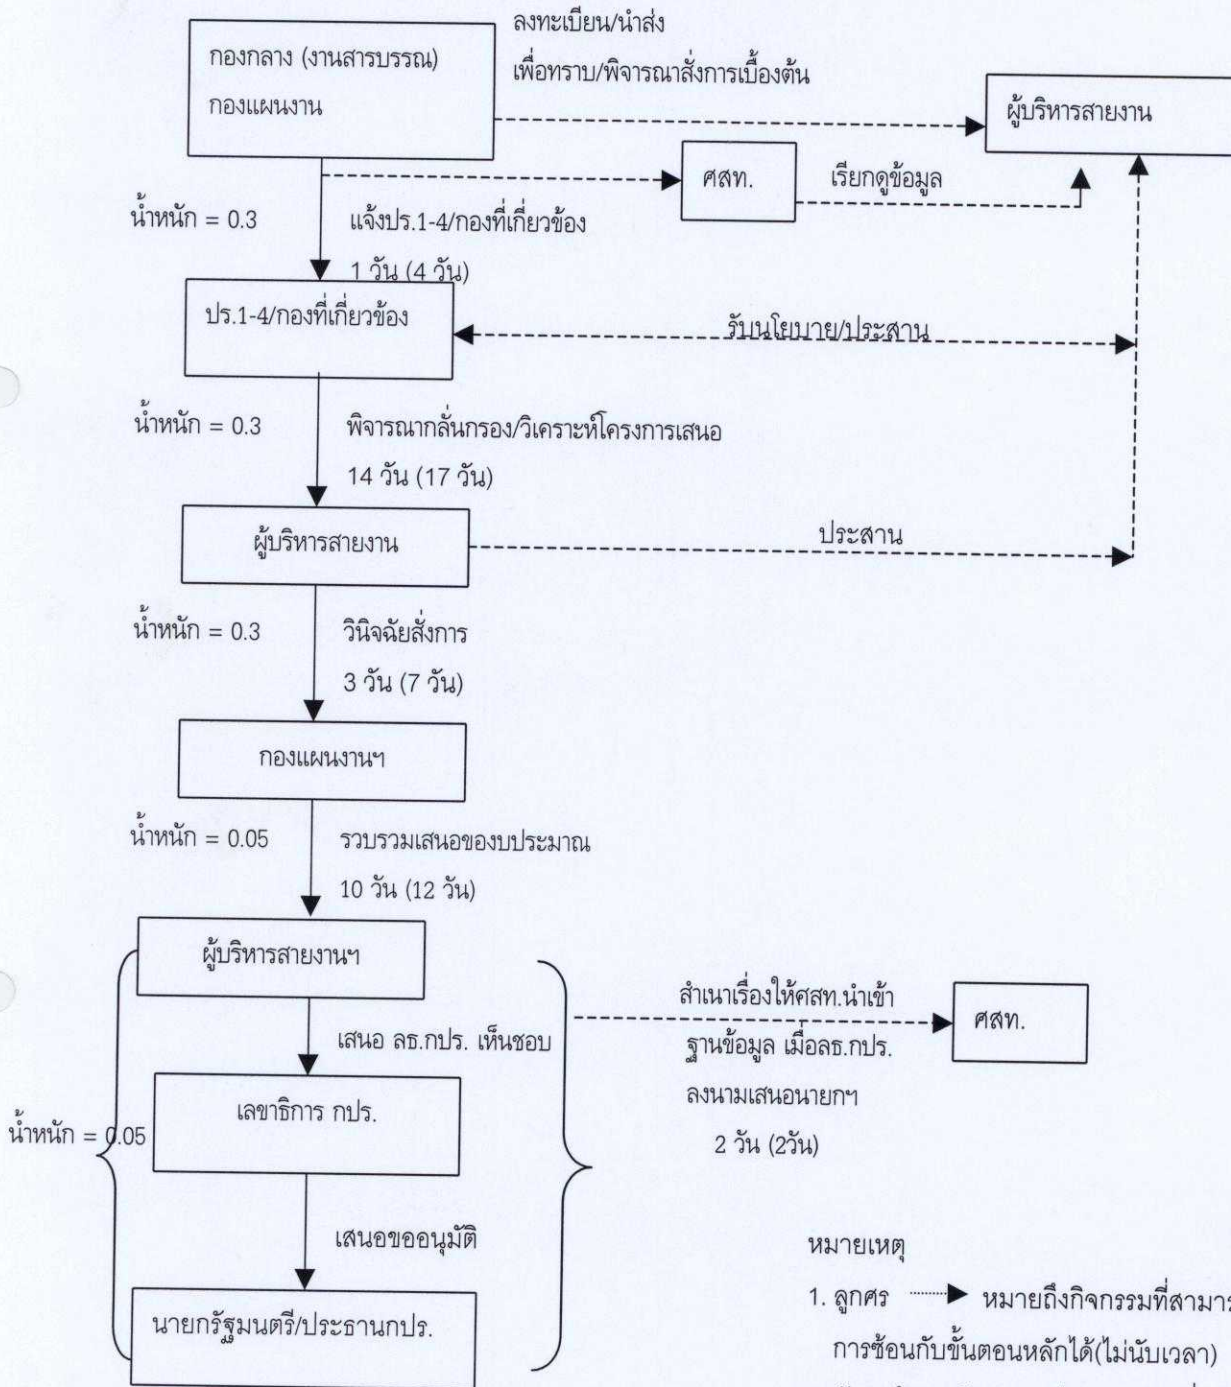 ลงทะเบียน/นำส่ง
เพื่อทราบ/พิจารณาสั่งการเบื้องต้น
กองกลาง (งานสารบรรณ)
กองแผนงาน
ผู้บริหารสายงาน
ศสท.
เรียกดูข้อมูล
น้ำหนัก = 0.3
แจ้งปร.1-4/กองที่เกี่ยวข้อง
1 วัน (4 วัน)
ปร.1-4/กองที่เกี่ยวข้อง
รับนโยบาย/ประสาน
น้ำหนัก = 0.3
พิจารณากลั่นกรอง/วิเคราะห์โครงการเสนอ
14 วัน (17 วัน)
ผู้บริหารสายงาน
ประสาน
น้ำหนัก = 0.3
วินิจฉัยสั่งการ
3 วัน (7 วัน)
กองแผนงานฯ
น้ำหนัก = 0.05
รวบรวมเสนอของบประมาณ
10 วัน (12 วัน)
ผู้บริหารสายงานฯ
เสนอ ลธ.กปร. เห็นชอบ
สำเนาเรื่องให้ศสท.นำเข้า
ฐานข้อมูล เมื่อลธ.กปร.
ลงนามเสนอนายกฯ
2 วัน (2วัน)
ศสท.
เลขาธิการ กปร.
น้ำหนัก = 0.05
เสนอขออนุมัติ
นายกรัฐมนตรี/ประธานกปร.
หมายเหตุ
1. ลูกศร หมายถึงกิจกรรมที่สามาร
การซ้อนกับขั้นตอนหลักได้(ไม่นับเวลา)